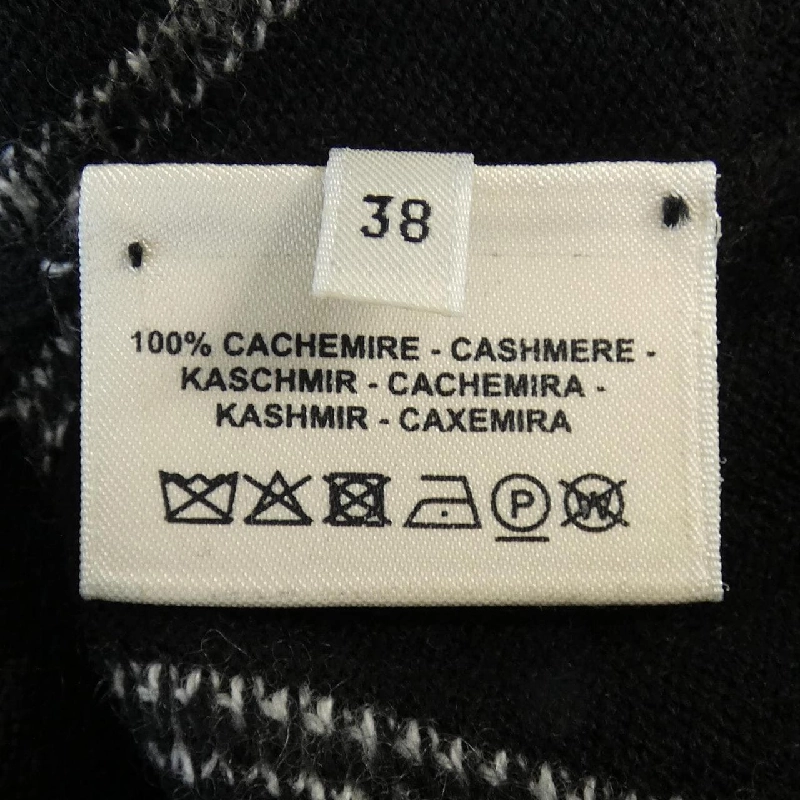 38
100% CACHEMIRE - CASHMERE -
KASCHMIR - CACHEMIRA -
KASHMIR - CAXEMIRA
P W